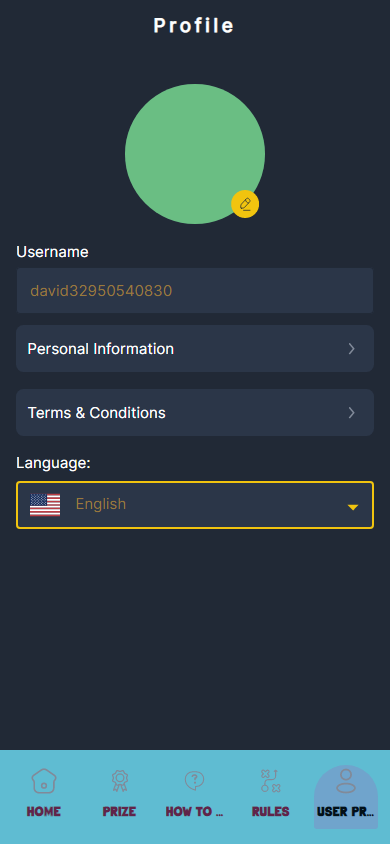 Profile
Username
david32950540830
Personal Information
Terms & Conditions
Language:
English
HOME
PRIZE
HOW TO ...
RULES
USER PR...